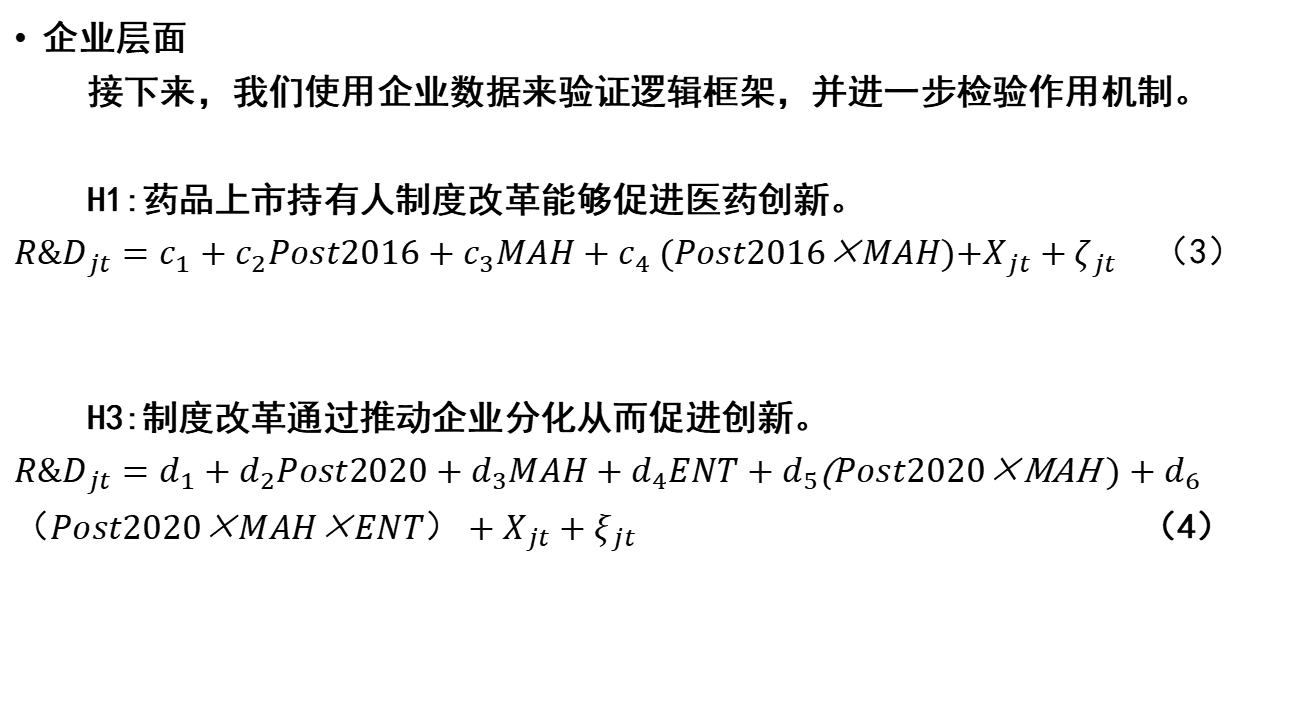 • 企业层面
接下来，我们使用企业数据来验证逻辑框架，并进一步检验作用机制。
H1:药品上市持有人制度改革能够促进医药创新。
R&D_jt = c_1 + c_2Post2016 + c_3MAH + c_4 (Post2016×MAH)+X_jt + ζ_jt （3）
H3:制度改革通过推动企业分化从而促进创新。
R&D_jt = d_1 + d_2Post2020 + d_3MAH + d_4ENT + d_5(Post2020×MAH) + d_6
（Post2020×MAH×ENT） + X_jt + ξ_jt （4）